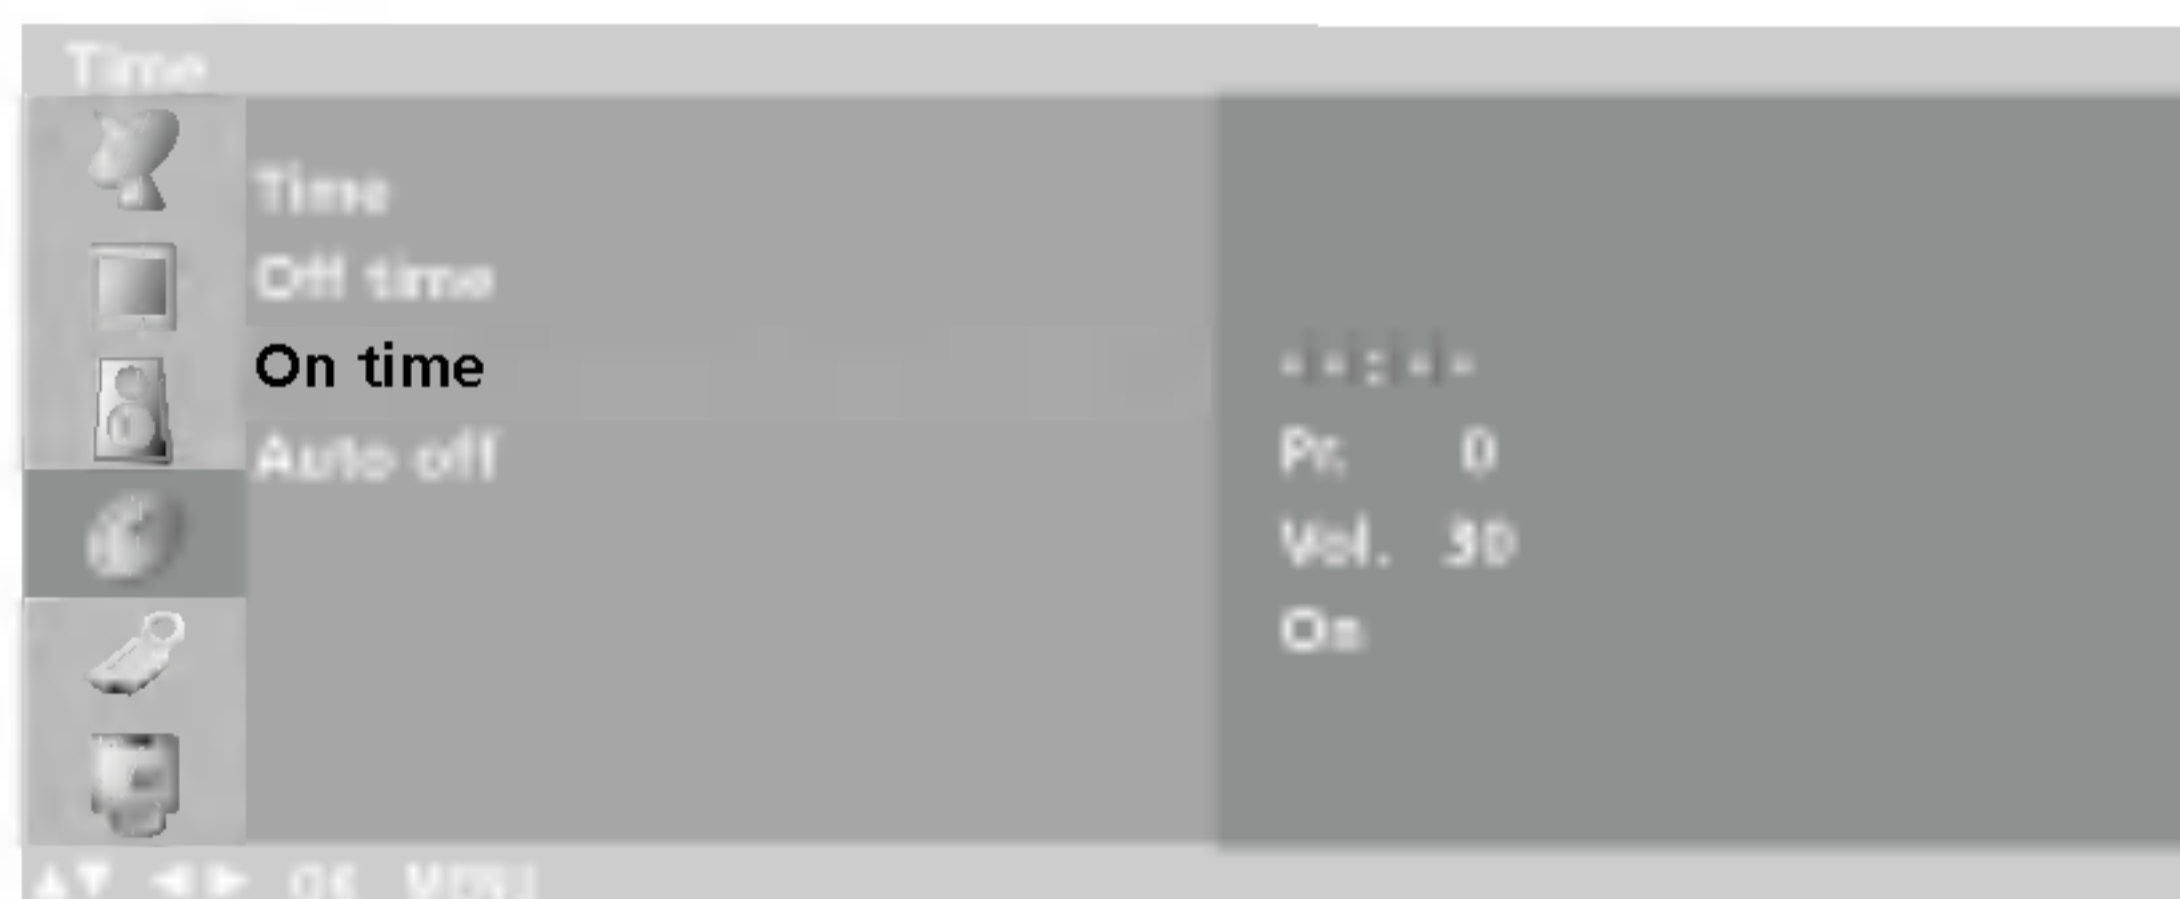 Time
Time
Off time
On time
--:--
Auto off
Pr. 0
Vol. 30
On
▲▼ ◄► OK MENU